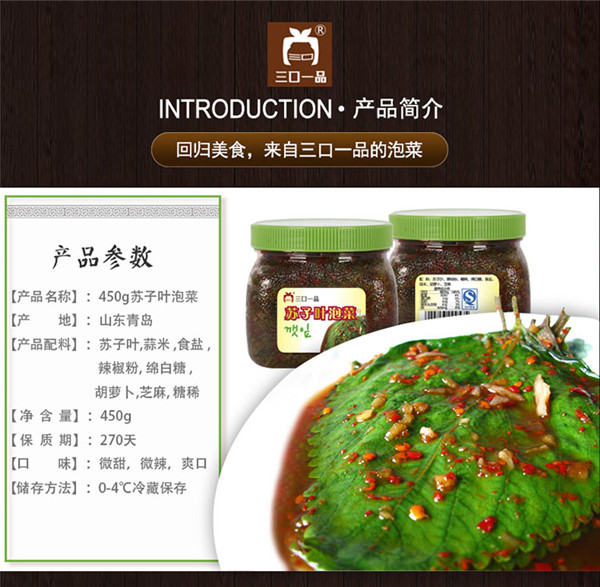 ®
三口
三口一品
INTRODUCTION·产品简介
回归美食，来自三口一品的泡菜
产品参数
【产品名称】：450g苏子叶泡菜
【产 地】：山东青岛
【产品配料】：苏子叶,蒜米,食盐,
辣椒粉,绵白糖,
胡萝卜,芝麻,糖稀
【净 含 量】：450g
【保 质 期】：270天
【口 味】：微甜，微辣，爽口
【储存方法】：0-4℃冷藏保存
三口一品
苏子叶泡菜
깻잎